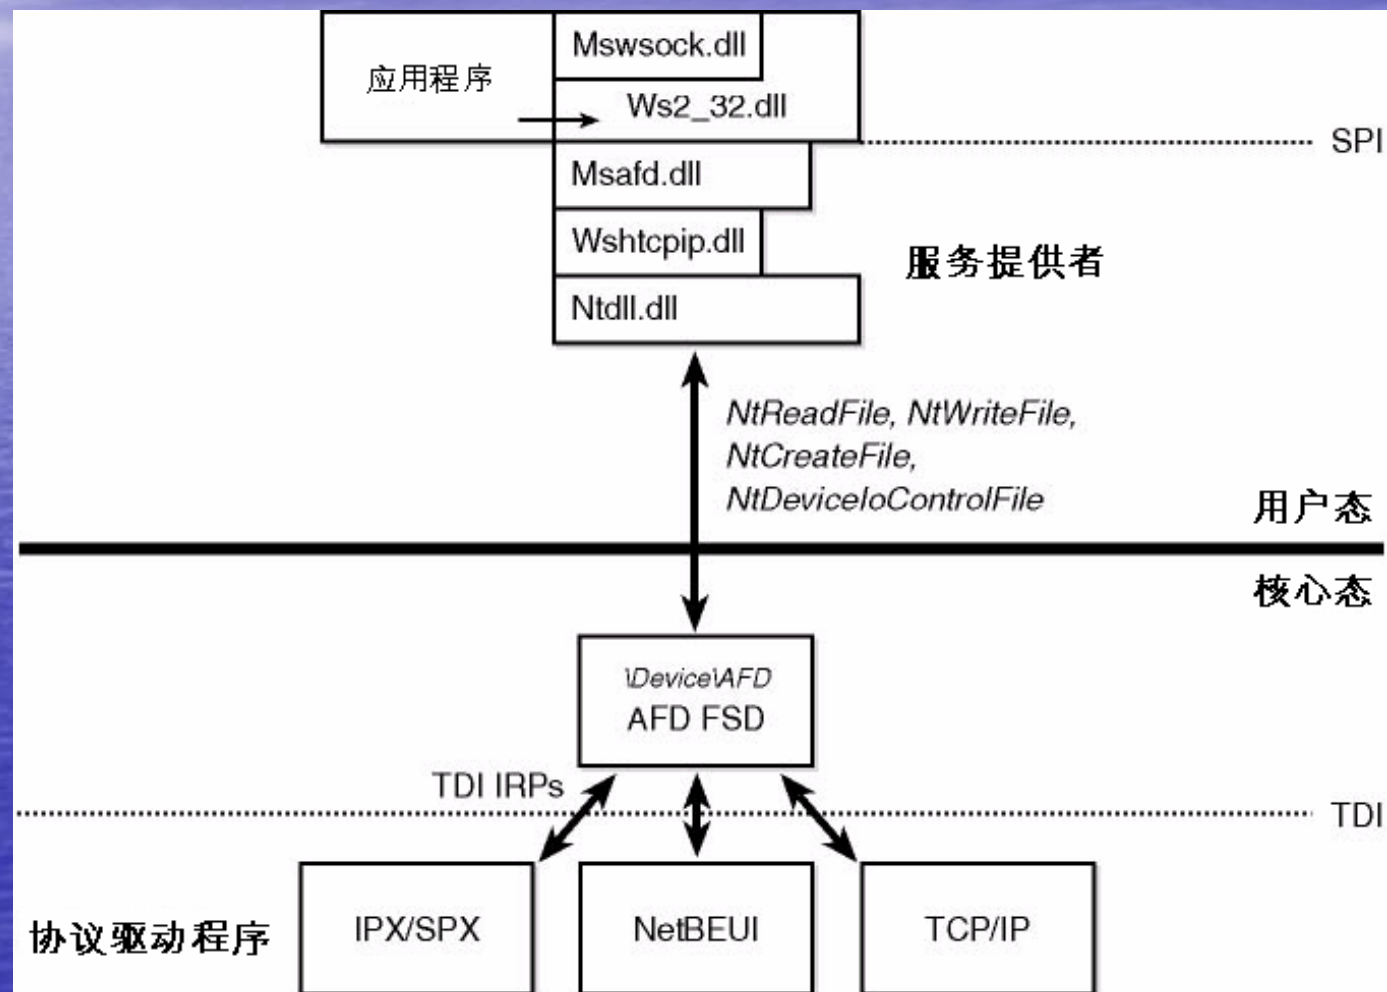 Mswsock.dll
应用程序
Ws2_32.dll
SPI
Msafd.dll
Wshtcpip.dll
服务提供者
Ntdll.dll
NtReadFile, NtWriteFile,
NtCreateFile,
NtDeviceIoControlFile
用户态
核心态
\Device\AFD
AFD FSD
TDI IRPs
TDI
协议驱动程序
IPX/SPX
NetBEUI
TCP/IP